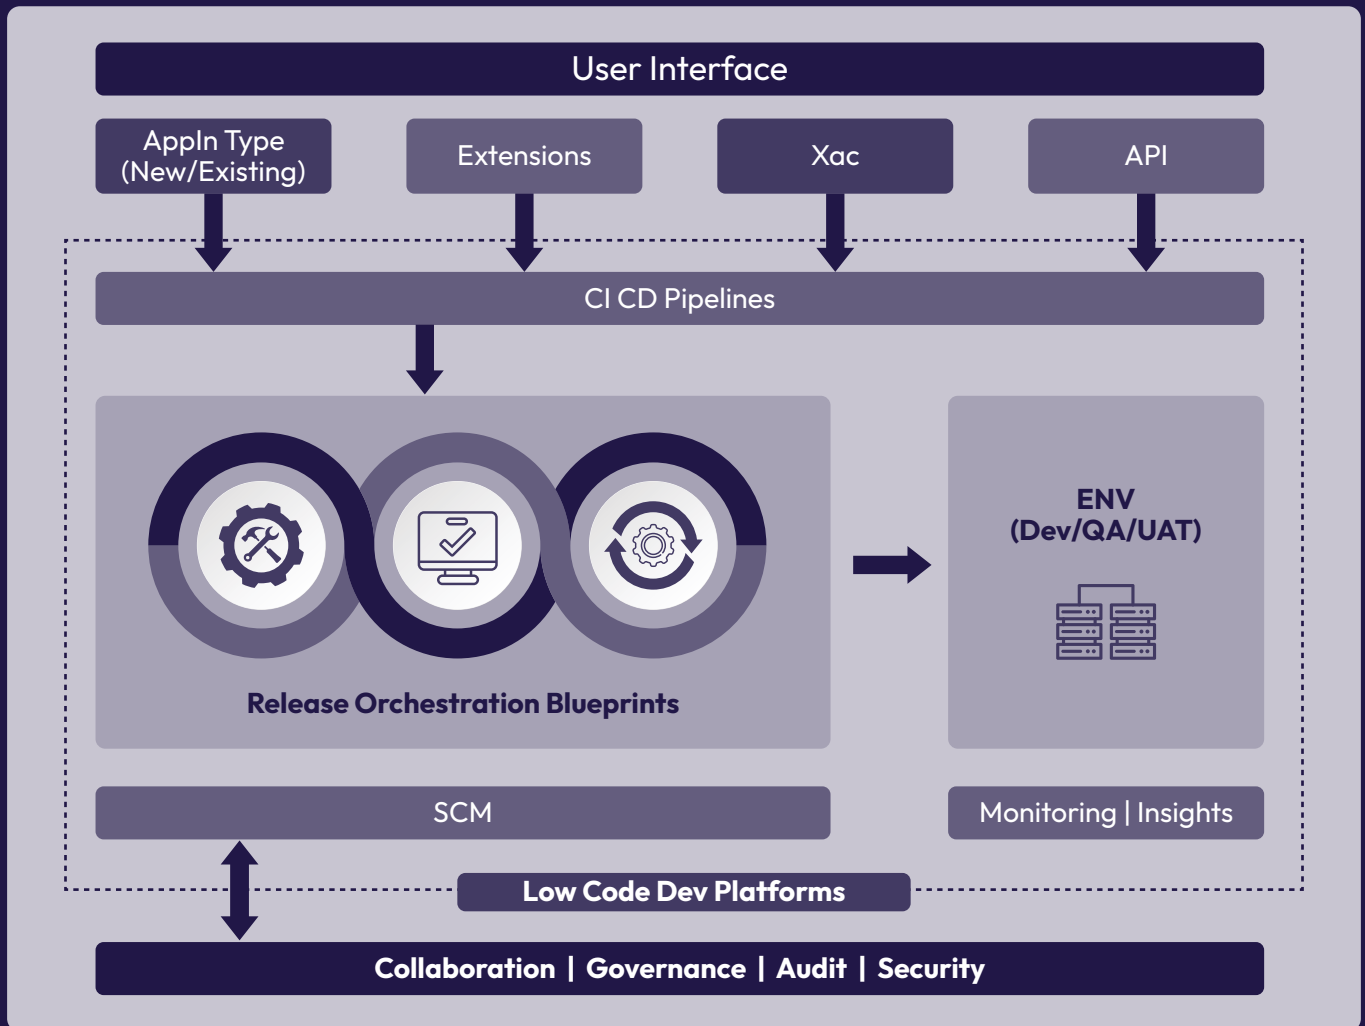 User Interface
AppIn Type
(New/Existing)
Extensions
Xac
API
CI CD Pipelines
ENV
(Dev/QA/UAT)
Release Orchestration Blueprints
SCM
Monitoring | Insights
Low Code Dev Platforms
Collaboration | Governance | Audit | Security